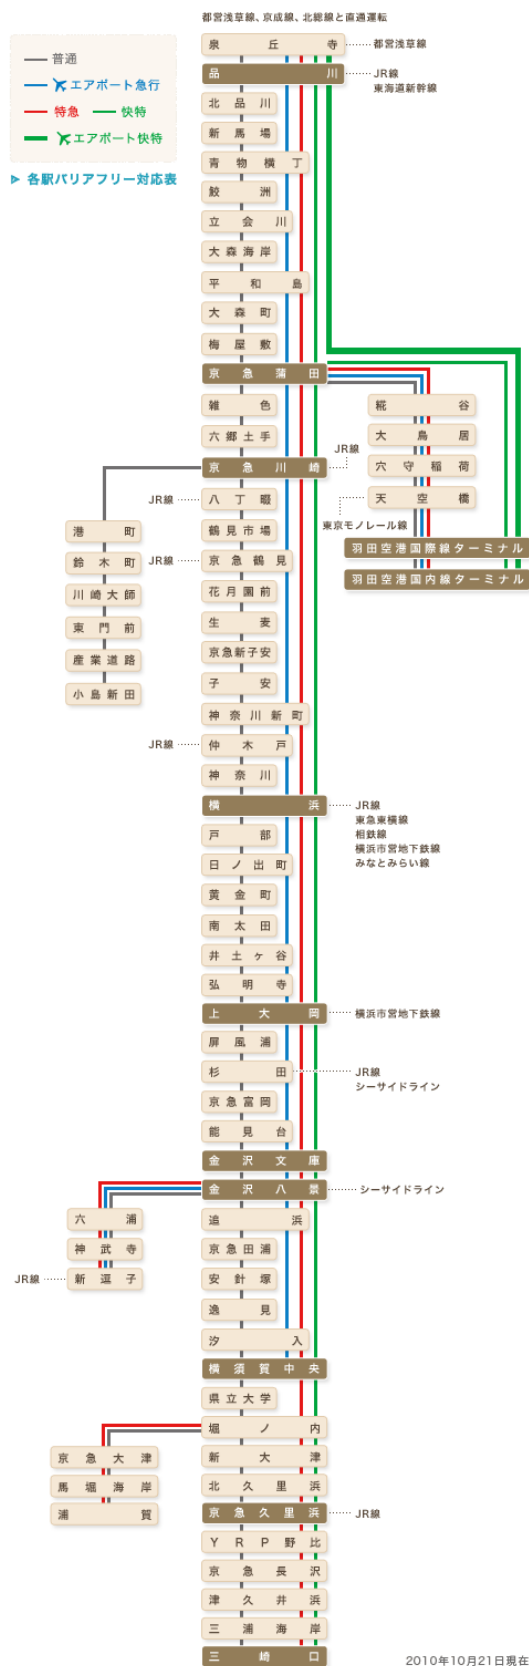 都営浅草線、京成線、北総線と直通運転
普通
エアポート急行
特急
快特
エアポート快特
各駅バリアフリー対応表
泉丘寺
都営浅草線
品川
JR線
東海道新幹線
北品川
新馬場
青物横丁
鮫洲
立会川
大森海岸
平和島
大森町
梅屋敷
京急蒲田
雑色
六郷土手
京急川崎
JR線
糀谷
大鳥居
穴守稲荷
天空橋
東京モノレール線
羽田空港国際線ターミナル
羽田空港国内線ターミナル
港町
鈴木町
川崎大師
東門前
産業道路
小島新田
JR線
八丁畷
鶴見市場
JR線
京急鶴見
花月園前
生麦
京急新子安
子安
神奈川新町
JR線
仲木戸
神奈川
横浜
JR線
東急東横線
相鉄線
横浜市営地下鉄線
みなとみらい線
戸部
日ノ出町
黄金町
南太田
井土ヶ谷
弘明寺
上大岡
横浜市営地下鉄線
屏風浦
杉田
JR線
シーサイドライン
京急富岡
能見台
金沢文庫
金沢八景
シーサイドライン
六浦
神武寺
JR線
新逗子
追浜
京急田浦
安針塚
逸見
汐入
横須賀中央
県立大学
堀ノ内
京急大津
馬堀海岸
浦賀
新大津
北久里浜
京急久里浜
JR線
YRP野比
京急長沢
津久井浜
三浦海岸
三崎口
2010年10月21日現在